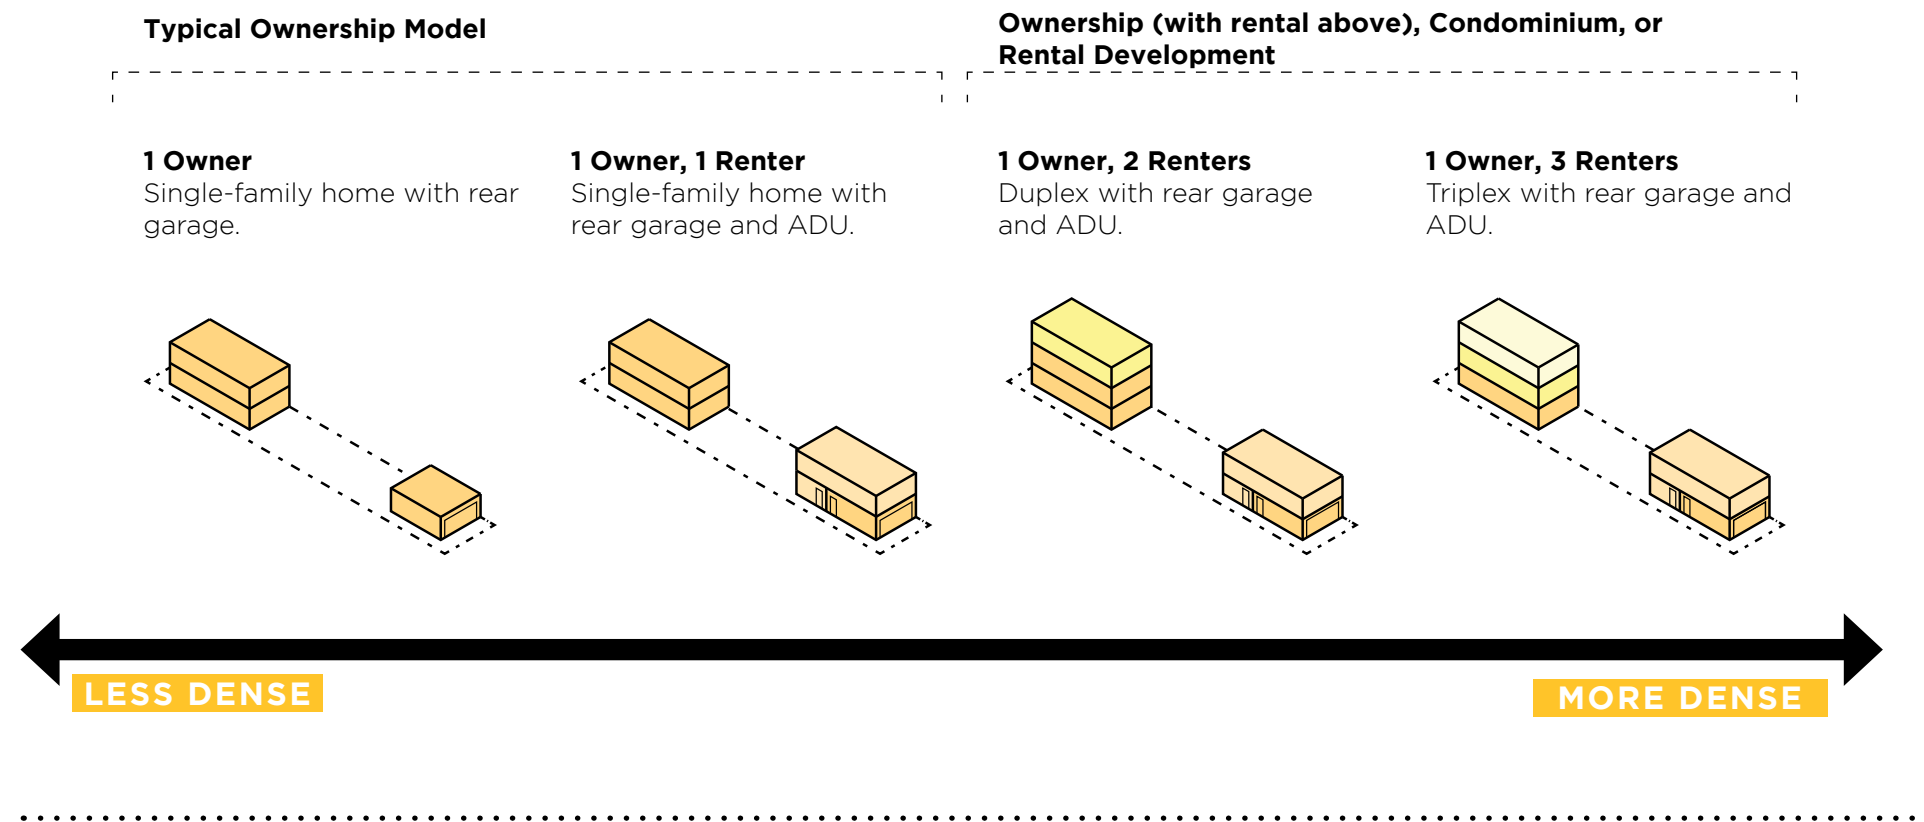 Typical Ownership Model
Ownership (with rental above), Condominium, or
Rental Development
1 Owner
Single-family home with rear
garage.
1 Owner, 1 Renter
Single-family home with
rear garage and ADU.
1 Owner, 2 Renters
Duplex with rear garage
and ADU.
1 Owner, 3 Renters
Triplex with rear garage and
ADU.
LESS DENSE
MORE DENSE